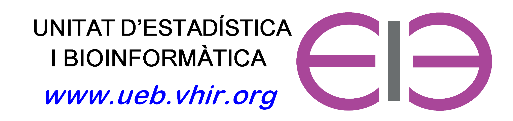 UNITAT D'ESTADÍSTICA
I BIOINFORMÀTICA
www.ueb.vhir.org